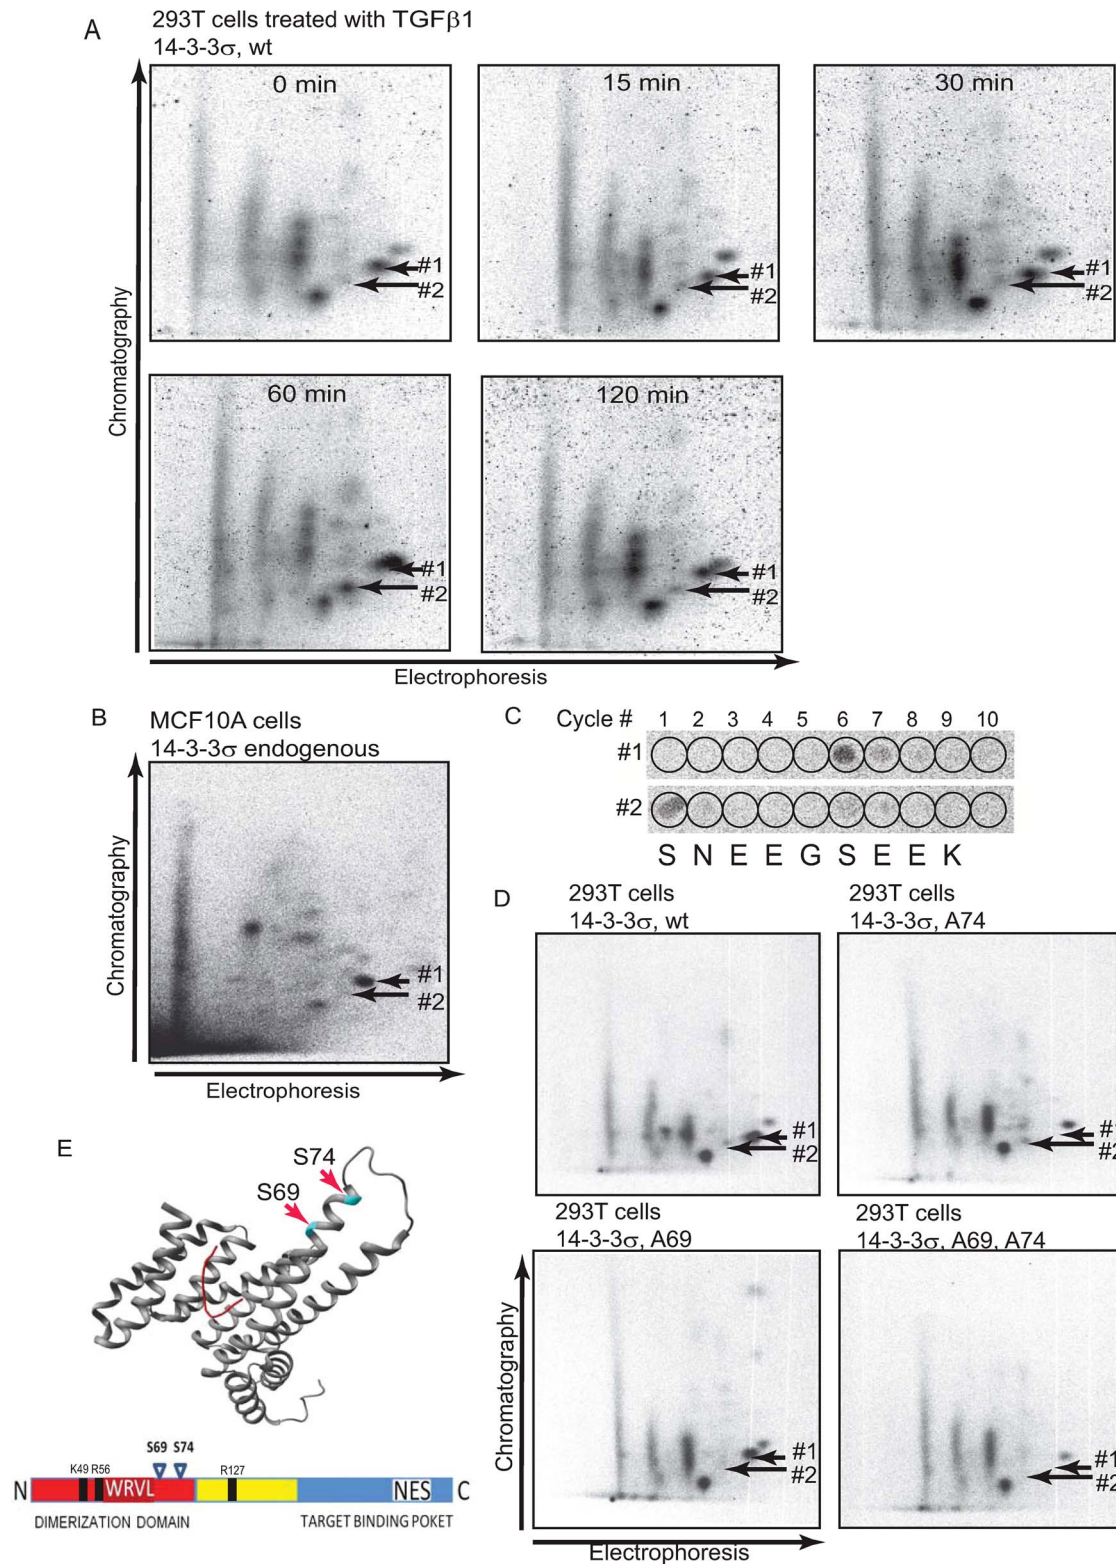 A
293T cells treated with TGFβ1
14-3-3σ, wt
0 min
15 min
30 min
#1
#2
#1
#2
#1
#2
60 min
120 min
#1
#2
#1
#2
Chromatography
Electrophoresis
B
MCF10A cells
14-3-3σ endogenous
#1
#2
Chromatography
Electrophoresis
C
Cycle # 1 2 3 4 5 6 7 8 9 10
#1
#2
S N E E G S E E K
D
293T cells
14-3-3σ, wt
#1
#2
293T cells
14-3-3σ, A74
#1
#2
293T cells
14-3-3σ, A69
#1
#2
293T cells
14-3-3σ, A69, A74
#1
#2
Chromatography
Electrophoresis
E
S74
S69
S69 S74
K49 R56 R127
N WRVL NES C
DIMERIZATION DOMAIN TARGET BINDING POKET